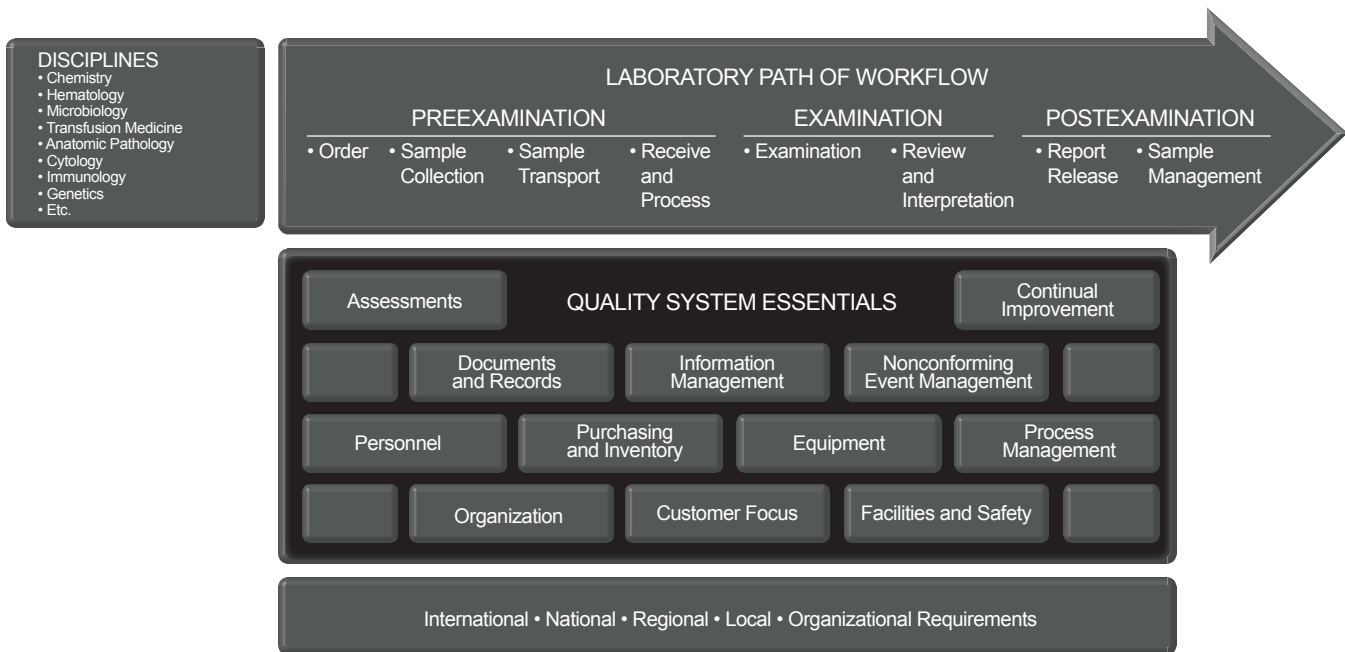 DISCIPLINES
• Chemistry
• Hematology
• Microbiology
• Transfusion Medicine
• Anatomic Pathology
• Cytology
• Immunology
• Genetics
• Etc.
LABORATORY PATH OF WORKFLOW
PREEXAMINATION
• Order
• Sample
Collection
• Sample
Transport
• Receive
and
Process
EXAMINATION
• Examination
• Review
and
Interpretation
POSTEXAMINATION
• Report
Release
• Sample
Management
QUALITY SYSTEM ESSENTIALS
Assessments
Continual
Improvement
Documents
and Records
Information
Management
Nonconforming
Event Management
Personnel
Purchasing
and Inventory
Equipment
Process
Management
Organization
Customer Focus
Facilities and Safety
International • National • Regional • Local • Organizational Requirements